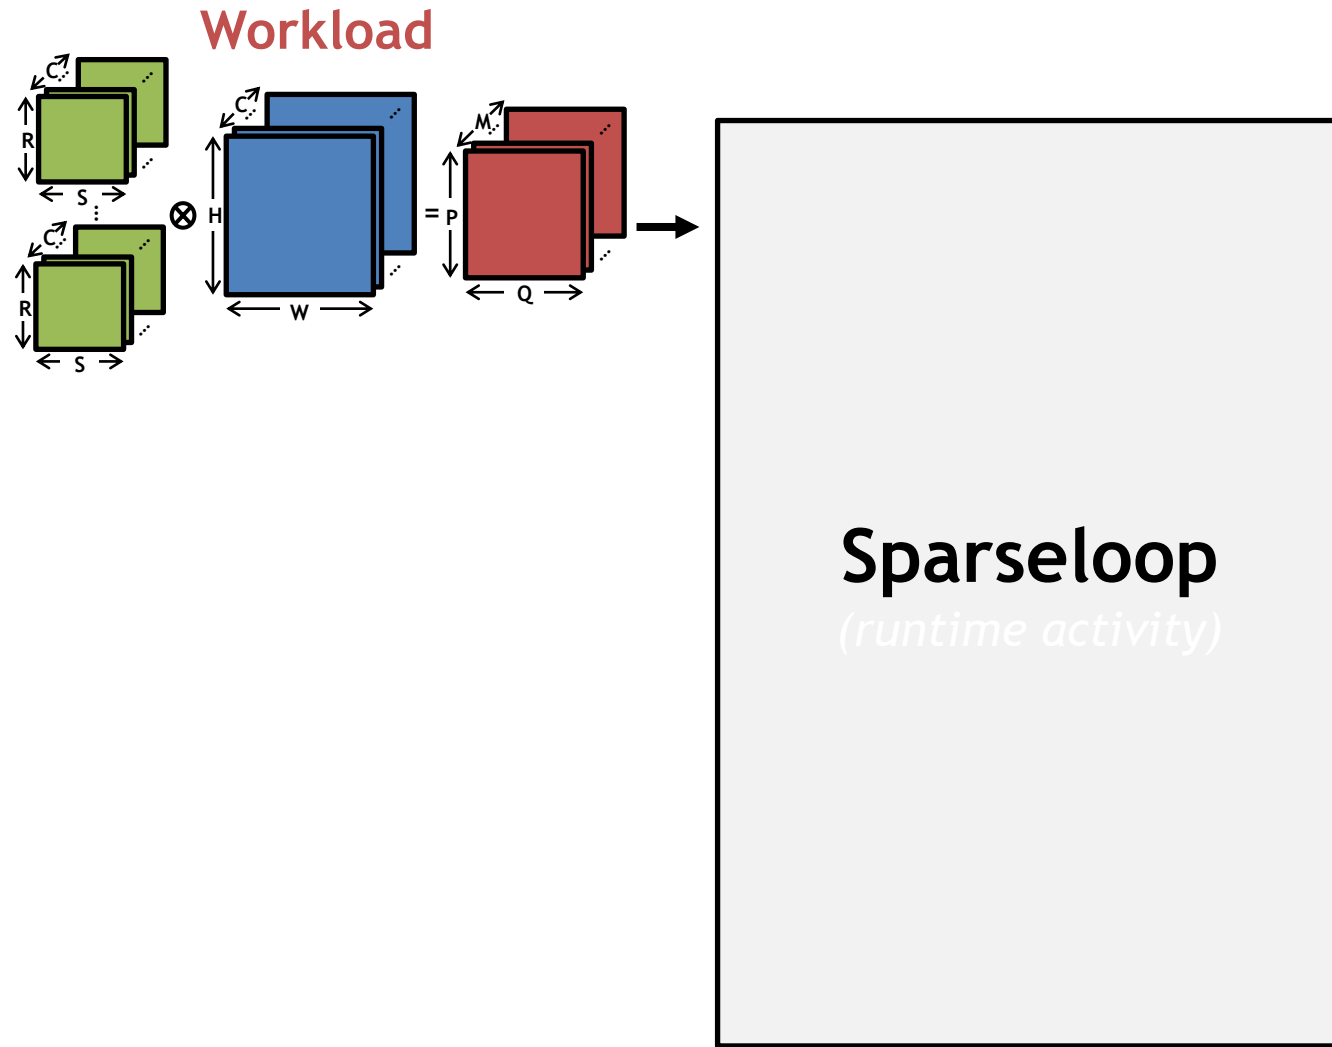 Workload
C
R
S
C
R
S
⊗
C
H
W
=
M
P
Q
Sparseloop
(runtime activity)